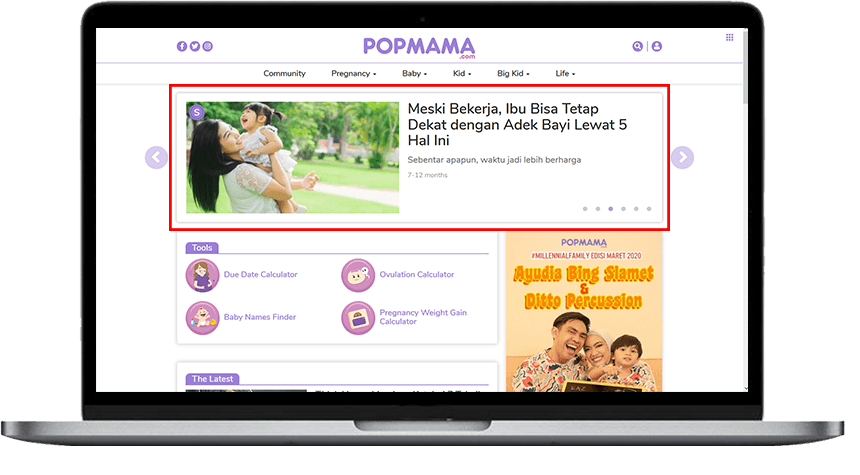 POPMAMA
.com
Community Pregnancy Baby Kid Big Kid Life
S
Meski Bekerja, Ibu Bisa Tetap
Dekat dengan Adek Bayi Lewat 5
Hal Ini
Sebentar apapun, waktu jadi lebih berharga
7-12 months
Tools
Due Date Calculator
Ovulation Calculator
Baby Names Finder
Pregnancy Weight Gain
Calculator
The Latest
POPMAMA
#MILLENNIALFAMILY EDISI MARET 2020
Ayudia Bing Slamet
&
Ditto Percussion